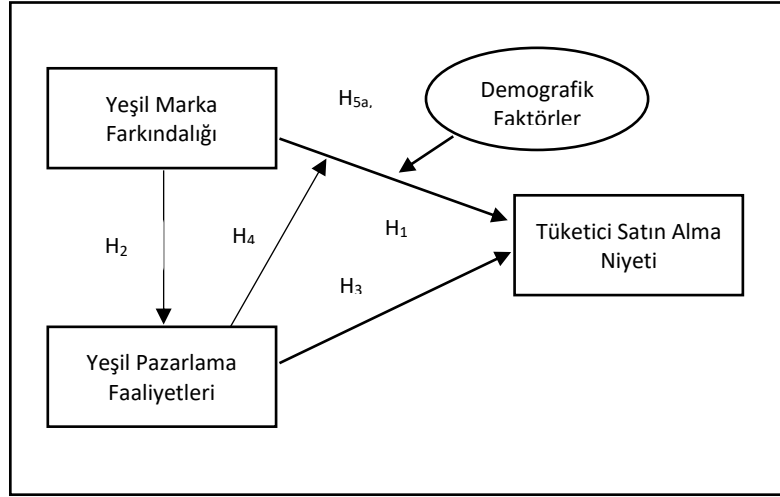 Yeşil Marka
Farkındalığı
H5a,
Demografik
Faktörler
H2
H4
H1
Tüketici Satın Alma
Niyeti
H3
Yeşil Pazarlama
Faaliyetleri